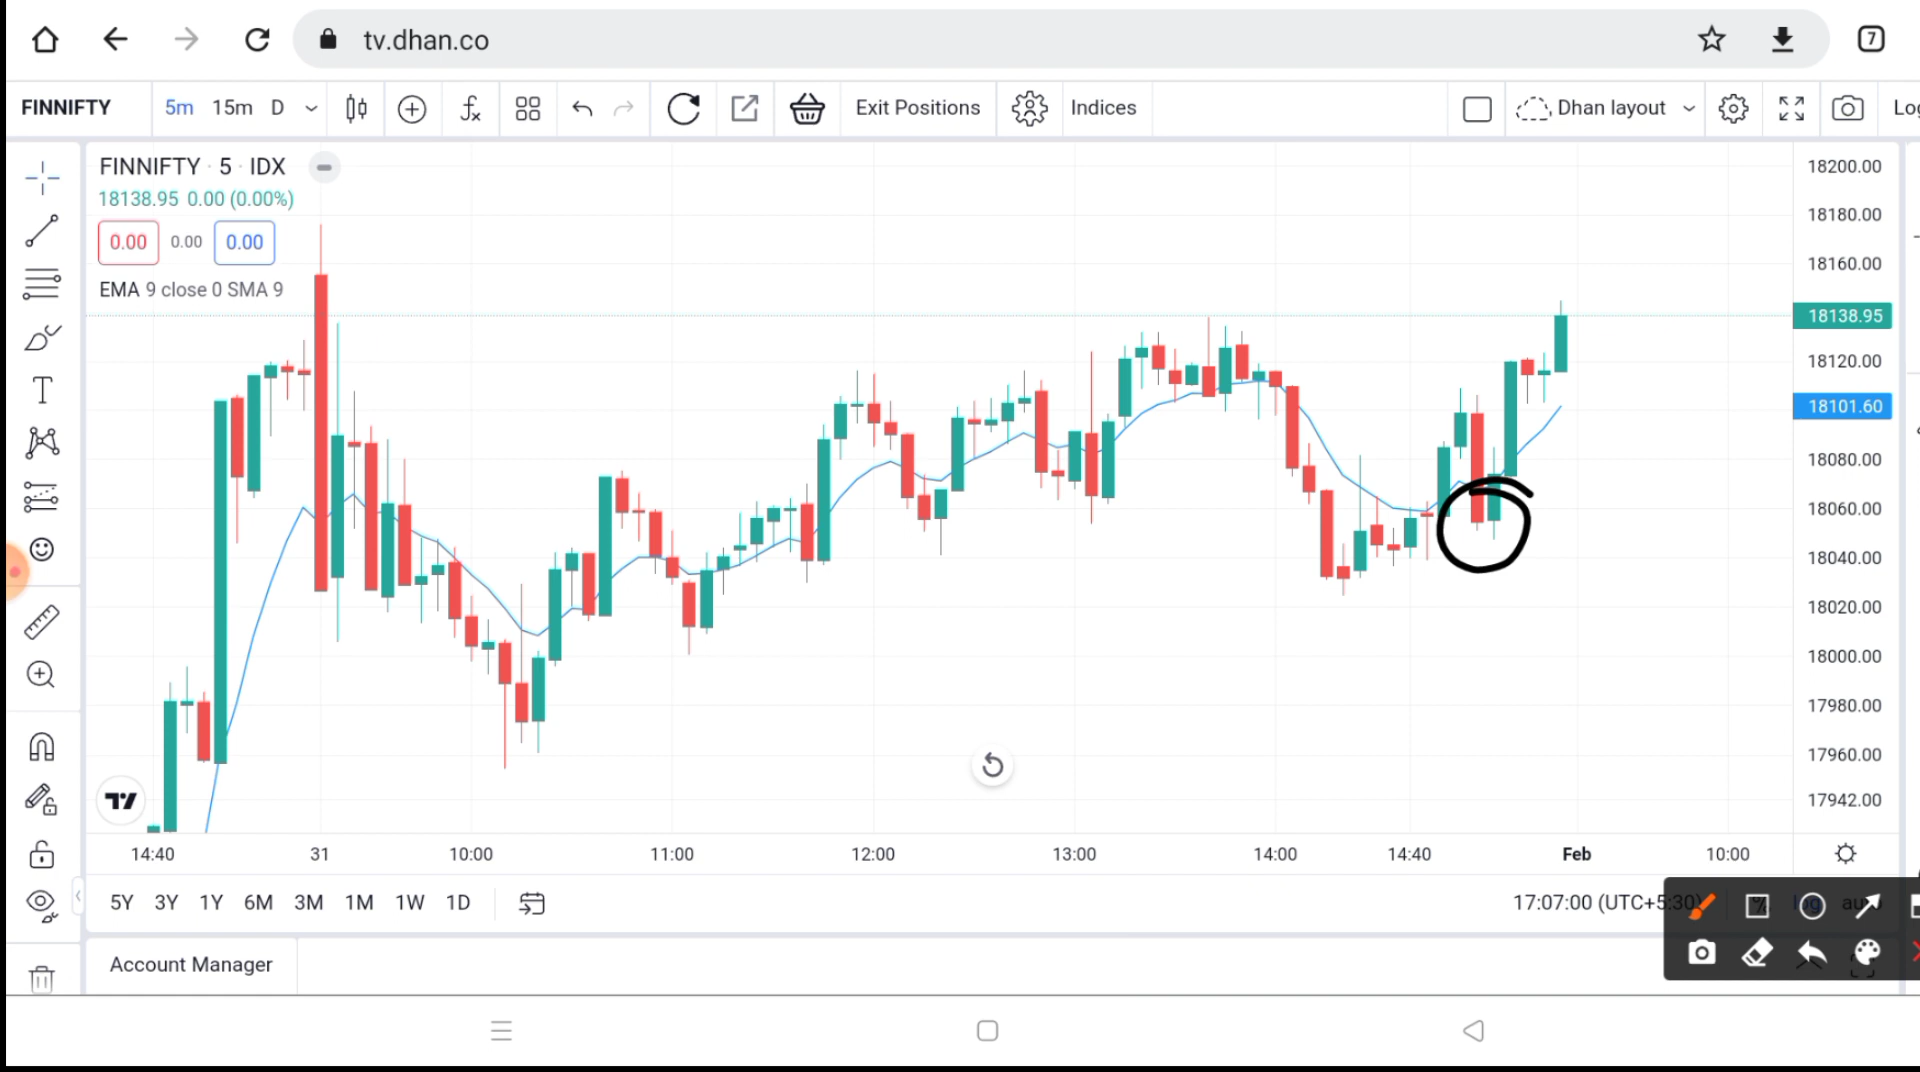 tv.dhan.co
7
FINNIFTY 5m 15m D Exit Positions Indices Dhan layout
FINNIFTY · 5 · IDX
18138.95 0.00 (0.00%)
0.00 0.00 0.00
EMA 9 close 0 SMA 9
18200.00
18180.00
18160.00
18138.95
18120.00
18101.60
18080.00
18060.00
18040.00
18020.00
18000.00
17980.00
17960.00
17942.00
14:40 31 10:00 11:00 12:00 13:00 14:00 14:40 Feb 10:00
5Y 3Y 1Y 6M 3M 1M 1W 1D 17:07:00 (UTC+5:30) % log
Account Manager